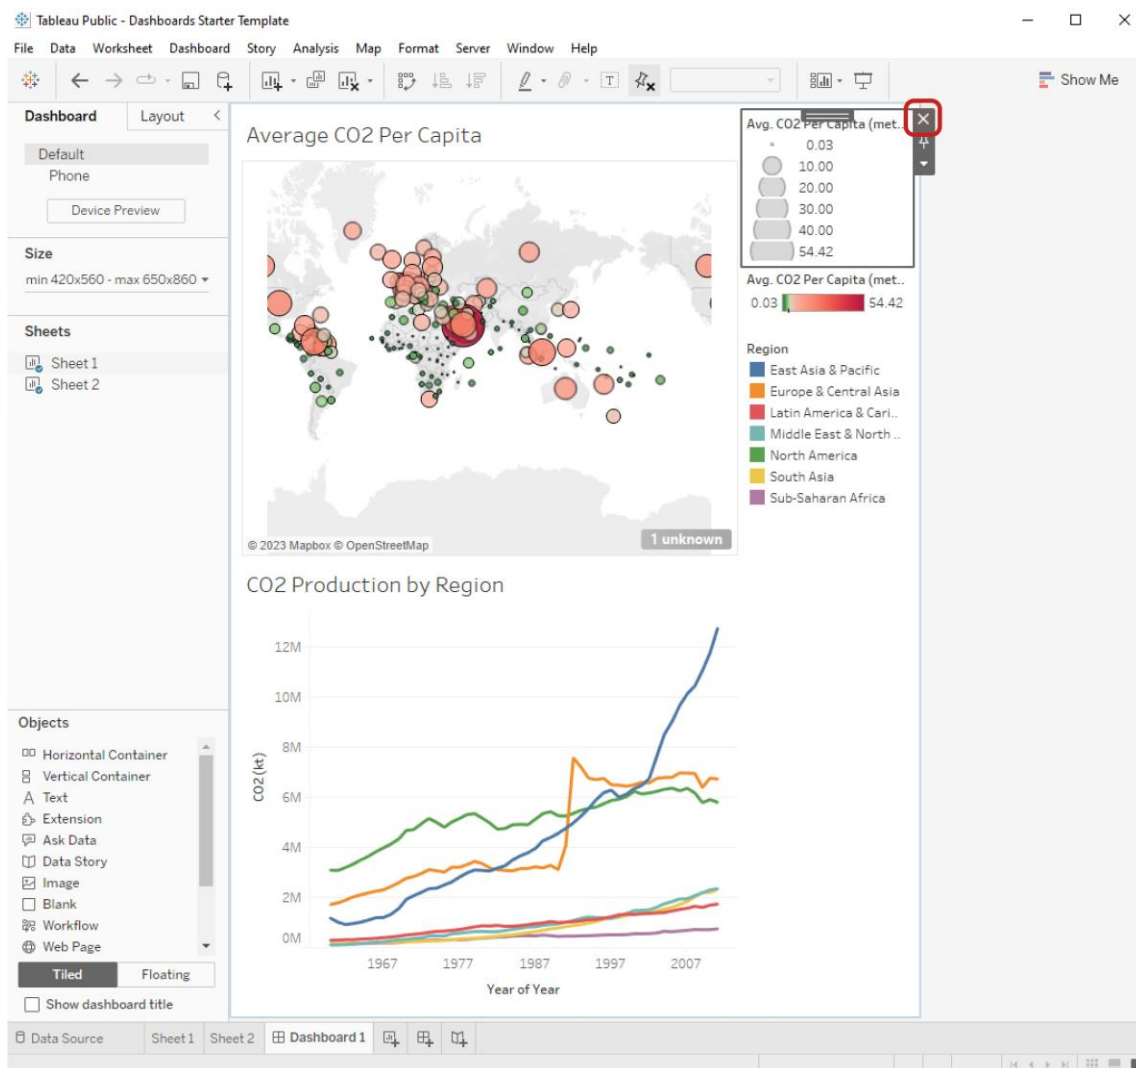 Tableau Public - Dashboards Starter Template
File Data Worksheet Dashboard Story Analysis Map Format Server Window Help
Show Me
Dashboard Layout
Default
Phone
Device Preview
Size
min 420x560 - max 650x860
Sheets
Sheet 1
Sheet 2
Objects
Horizontal Container
Vertical Container
A Text
Extension
Ask Data
Data Story
Image
Blank
Workflow
Web Page
Tiled Floating
Show dashboard title
Average CO2 Per Capita
© 2023 Mapbox © OpenStreetMap
1 unknown
Avg. CO2 Per Capita (met..
0.03
10.00
20.00
30.00
40.00
54.42
Avg. CO2 Per Capita (met..
0.03 54.42
Region
East Asia & Pacific
Europe & Central Asia
Latin America & Cari..
Middle East & North ..
North America
South Asia
Sub-Saharan Africa
CO2 Production by Region
12M
10M
8M
6M
4M
2M
0M
CO2 (kt)
1967 1977 1987 1997 2007
Year of Year
Data Source Sheet 1 Sheet 2 Dashboard 1